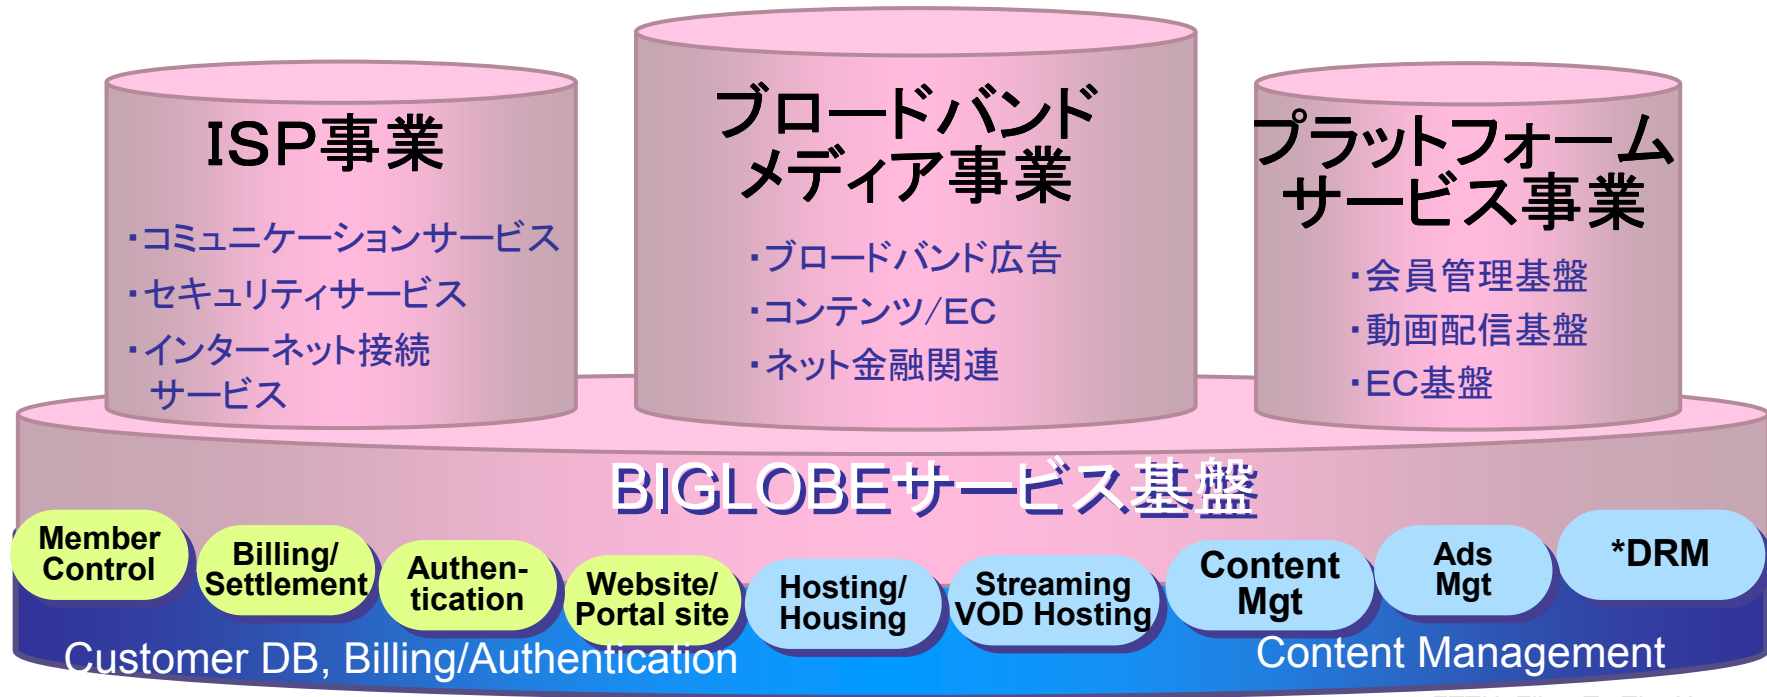 ISP事業
・コミュニケーションサービス
・セキュリティサービス
・インターネット接続
サービス
ブロードバンド
メディア事業
・ブロードバンド広告
・コンテンツ/EC
・ネット金融関連
プラットフォーム
サービス事業
・会員管理基盤
・動画配信基盤
・EC基盤
BIGLOBEサービス基盤
Member
Control
Billing/
Settlement
Authen-
tication
Website/
Portal site
Hosting/
Housing
Streaming
VOD Hosting
Content
Mgt
Ads
Mgt
*DRM
Customer DB, Billing/Authentication
Content Management